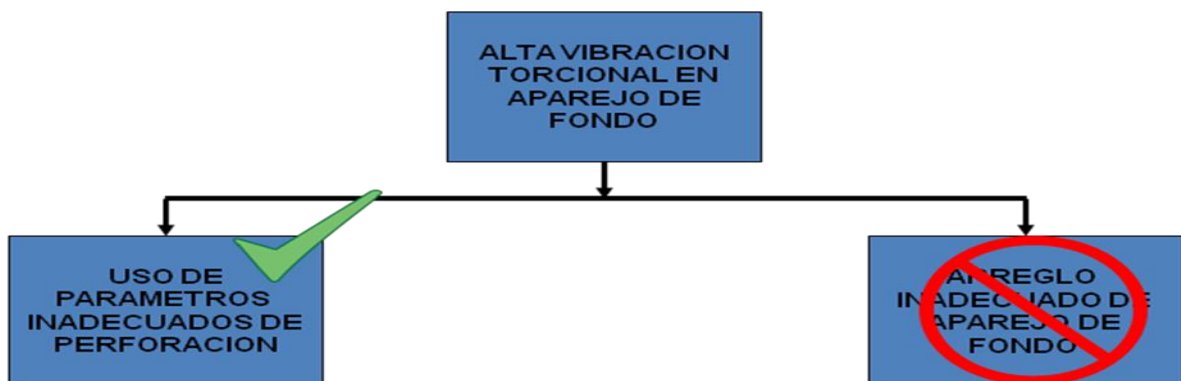 ALTA VIBRACION
TORCIONAL EN
APAREJO DE
FONDO
USO DE
PARAMETROS
INADECUADOS DE
PERFORACION
ARREGLO
INADECUADO DE
APAREJO DE
FONDO